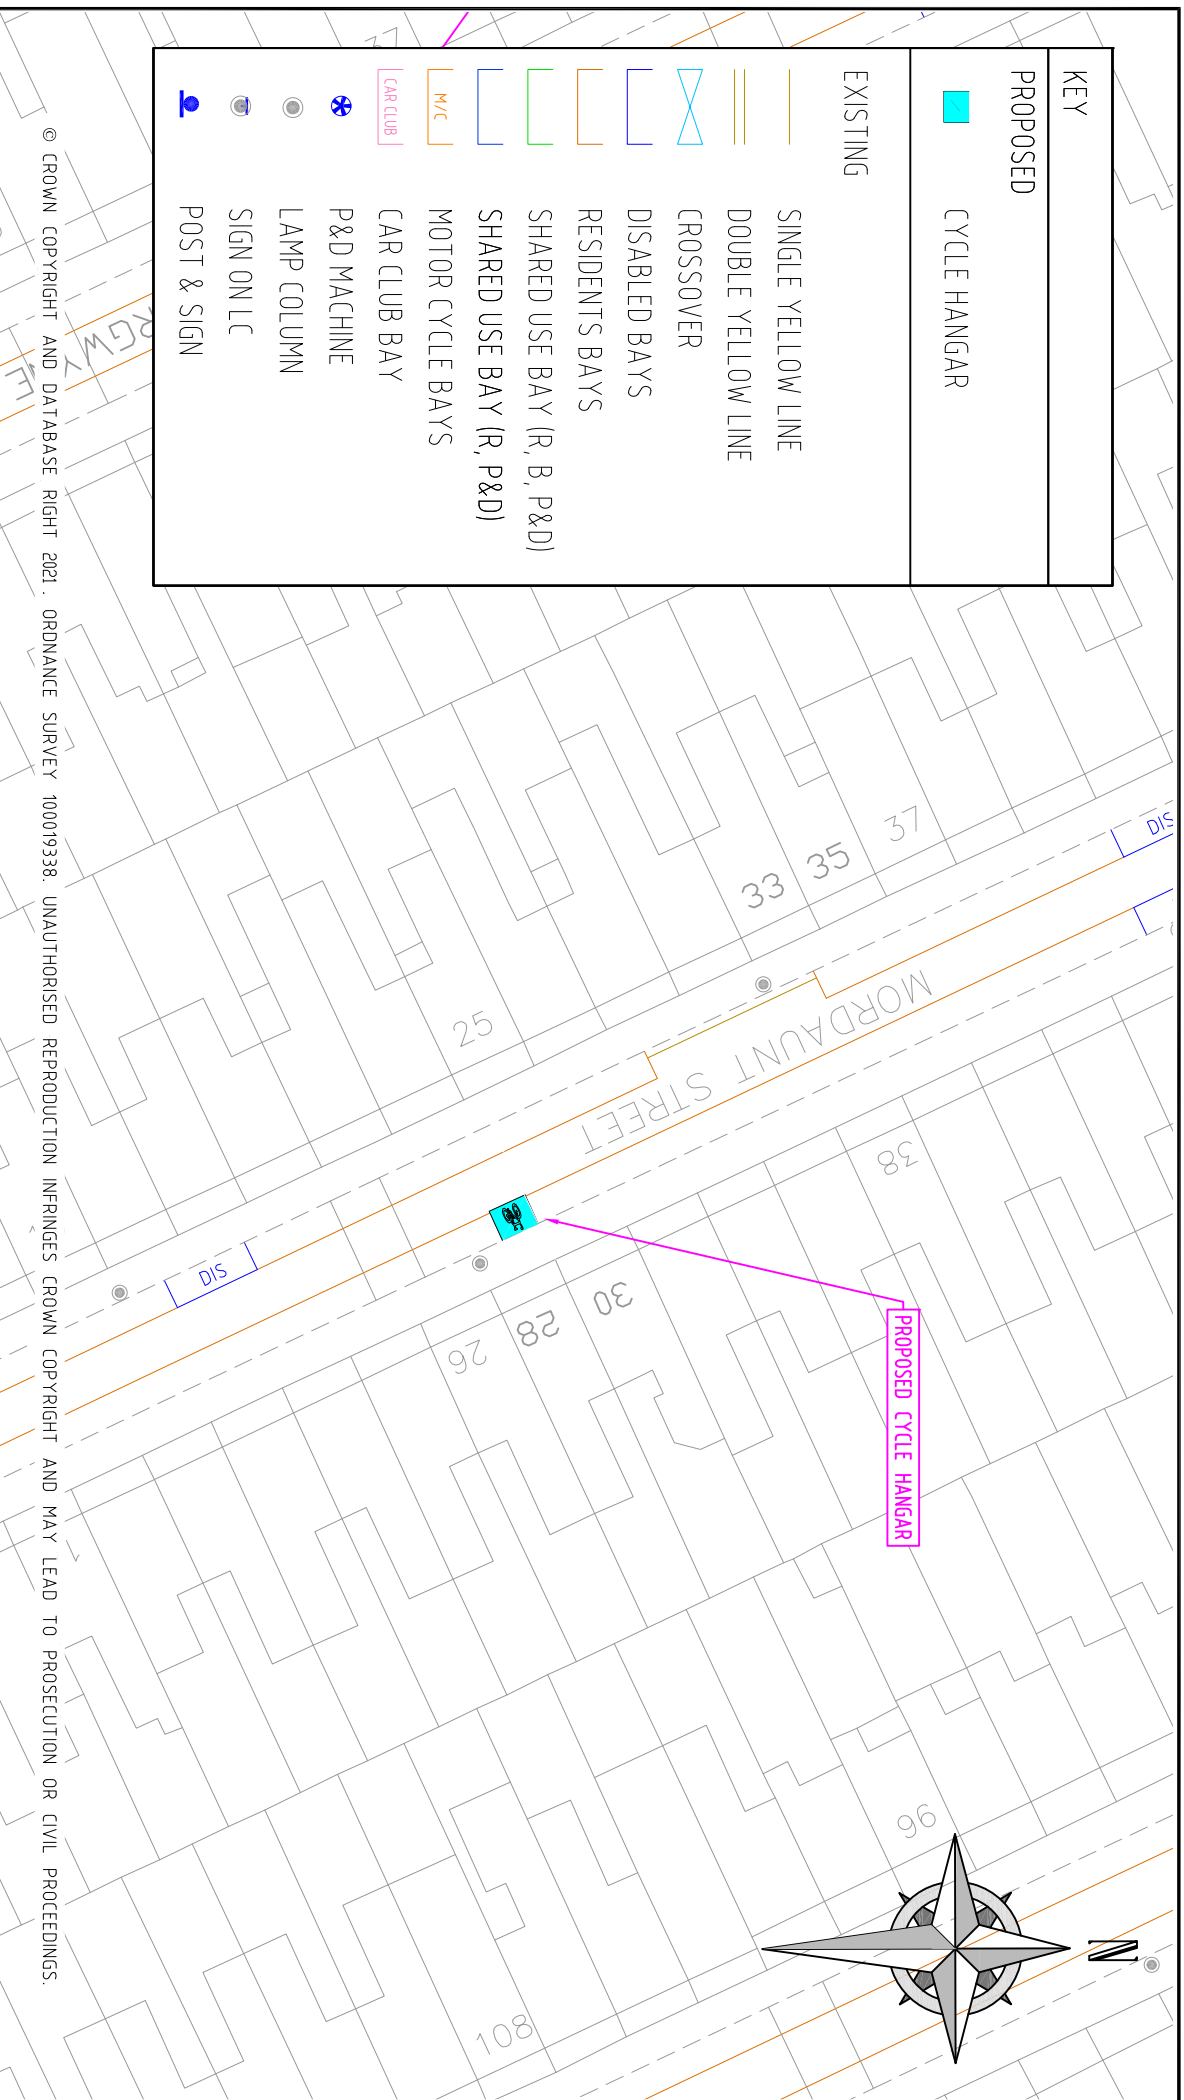 KEY
PROPOSED
CYCLE HANGAR
EXISTING
SINGLE YELLOW LINE
DOUBLE YELLOW LINE
CROSSOVER
DISABLED BAYS
RESIDENTS BAYS
SHARED USE BAY (R, B, P&D)
SHARED USE BAY (R, P&D)
M/C MOTOR CYCLE BAYS
CAR CLUB CAR CLUB BAY
P&D MACHINE
LAMP COLUMN
SIGN ON LC
POST & SIGN
37
DIS
37
35
33
25
MORDAUNT STREET
38
30
28
26
DIS
PROPOSED CYCLE HANGAR
96
108
N
© CROWN COPYRIGHT AND DATABASE RIGHT 2021. ORDNANCE SURVEY 100019338. UNAUTHORISED REPRODUCTION INFRINGES CROWN COPYRIGHT AND MAY LEAD TO PROSECUTION OR CIVIL PROCEEDINGS.